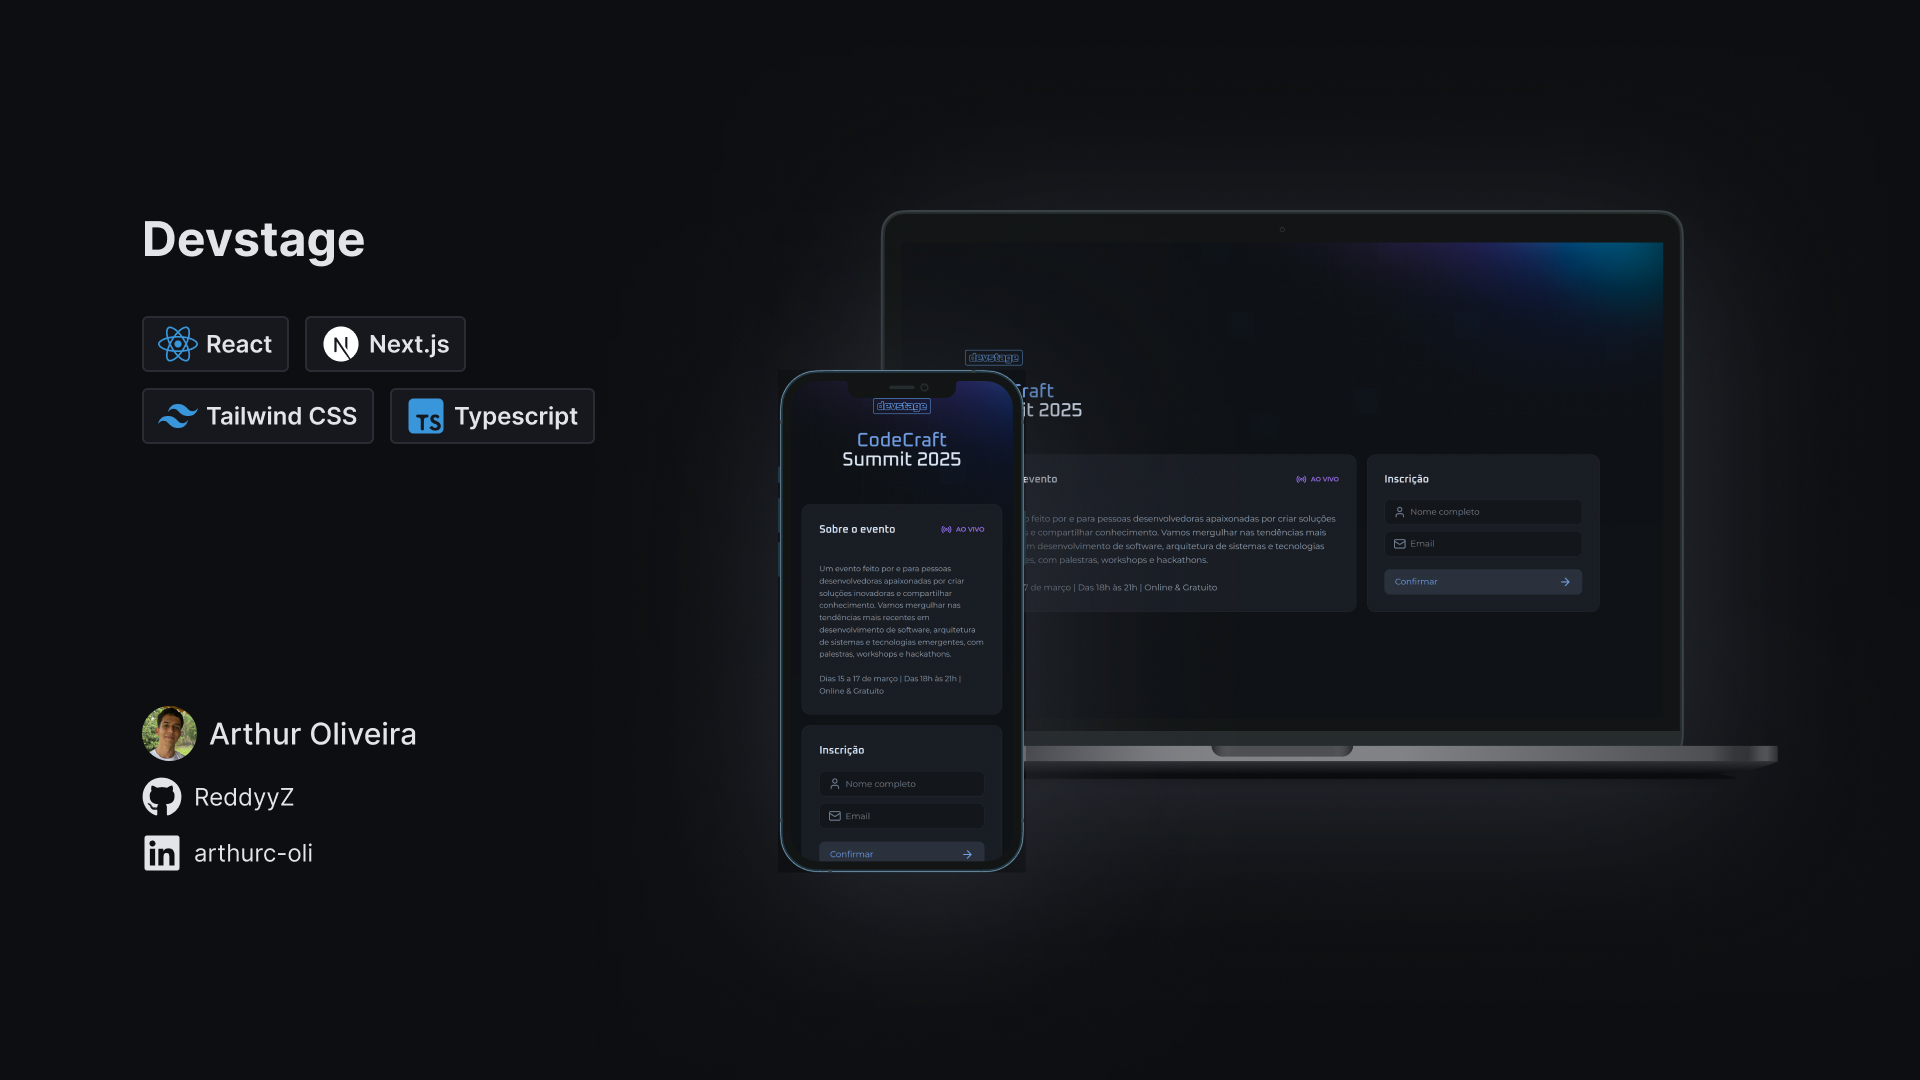 Devstage
React
Next.js
Tailwind CSS
TS
Typescript
Arthur Oliveira
ReddyyZ
in
arthurc-oli
devstage
CodeCraft
Summit 2025
Sobre o evento
AO VIVO
Um evento feito por e para pessoas
desenvolvedoras apaixonadas por criar
soluções inovadoras e compartilhar
conhecimento. Vamos mergulhar nas
tendências mais recentes em
desenvolvimento de software, arquitetura
de sistemas e tecnologias emergentes, com
palestras, workshops e hackathons.
Dias 15 a 17 de março | Das 18h às 21h |
Online & Gratuito
Inscrição
Nome completo
Email
Confirmar
devstage
raft
it 2025
evento
AO VIVO
feito por e para pessoas desenvolvedoras apaixonadas por criar soluções
s e compartilhar conhecimento. Vamos mergulhar nas tendências mais
m desenvolvimento de software, arquitetura de sistemas e tecnologias
es, com palestras, workshops e hackathons.
7 de março | Das 18h às 21h | Online & Gratuito
Inscrição
Nome completo
Email
Confirmar